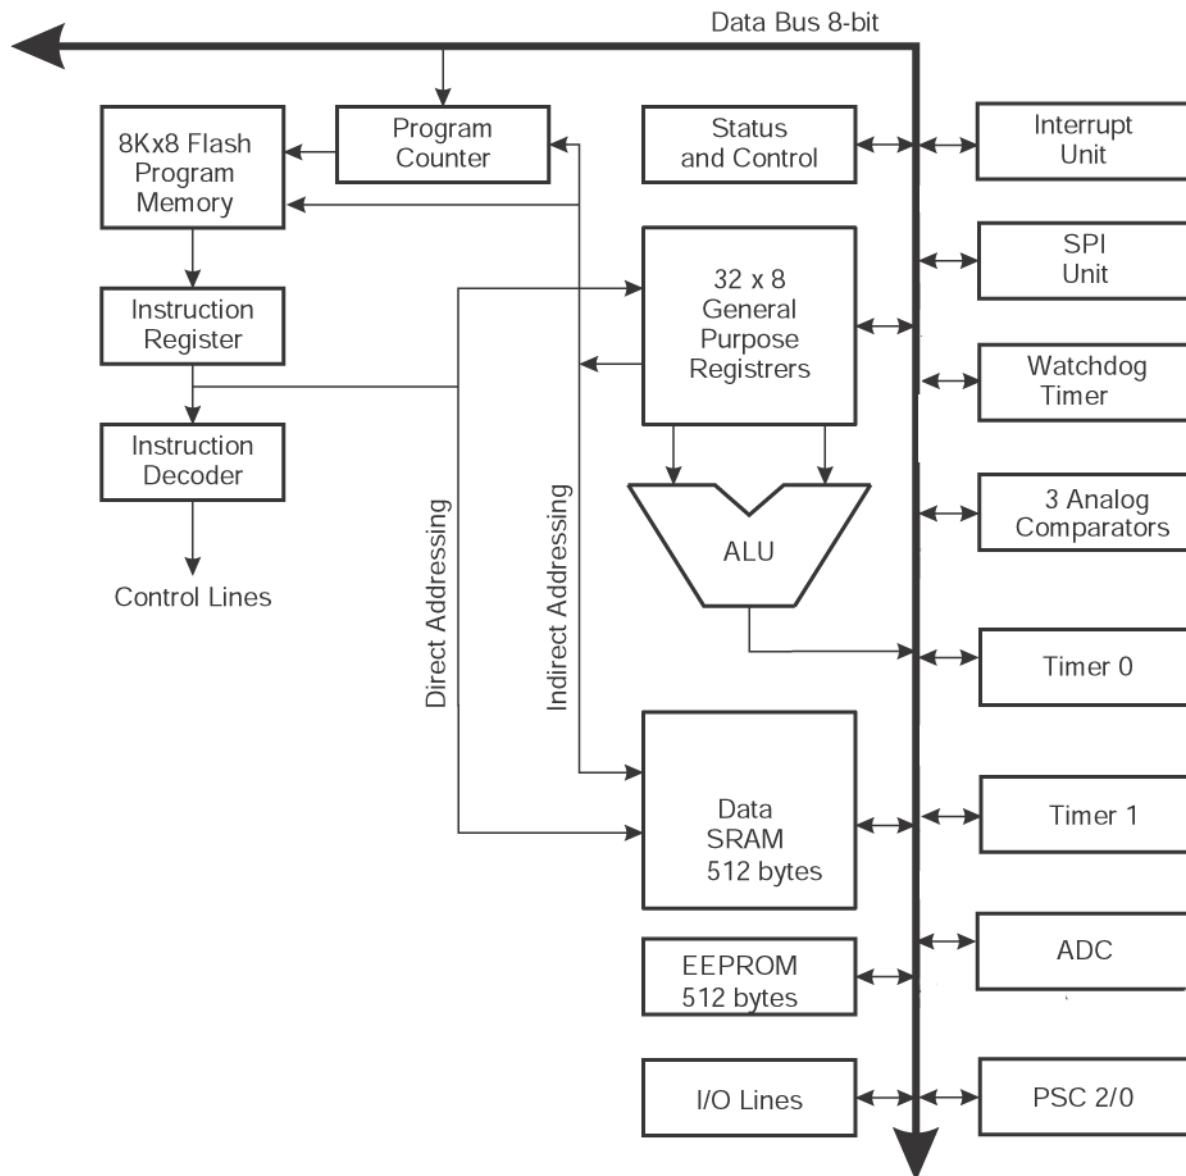 Data Bus 8-bit
8Kx8 Flash
Program
Memory
Program
Counter
Status
and Control
Interrupt
Unit
SPI
Unit
Instruction
Register
32 x 8
General
Purpose
Registrers
Watchdog
Timer
Instruction
Decoder
3 Analog
Comparators
ALU
Control Lines
Direct Addressing
Indirect Addressing
Timer 0
Data
SRAM
512 bytes
Timer 1
EEPROM
512 bytes
ADC
I/O Lines
PSC 2/0